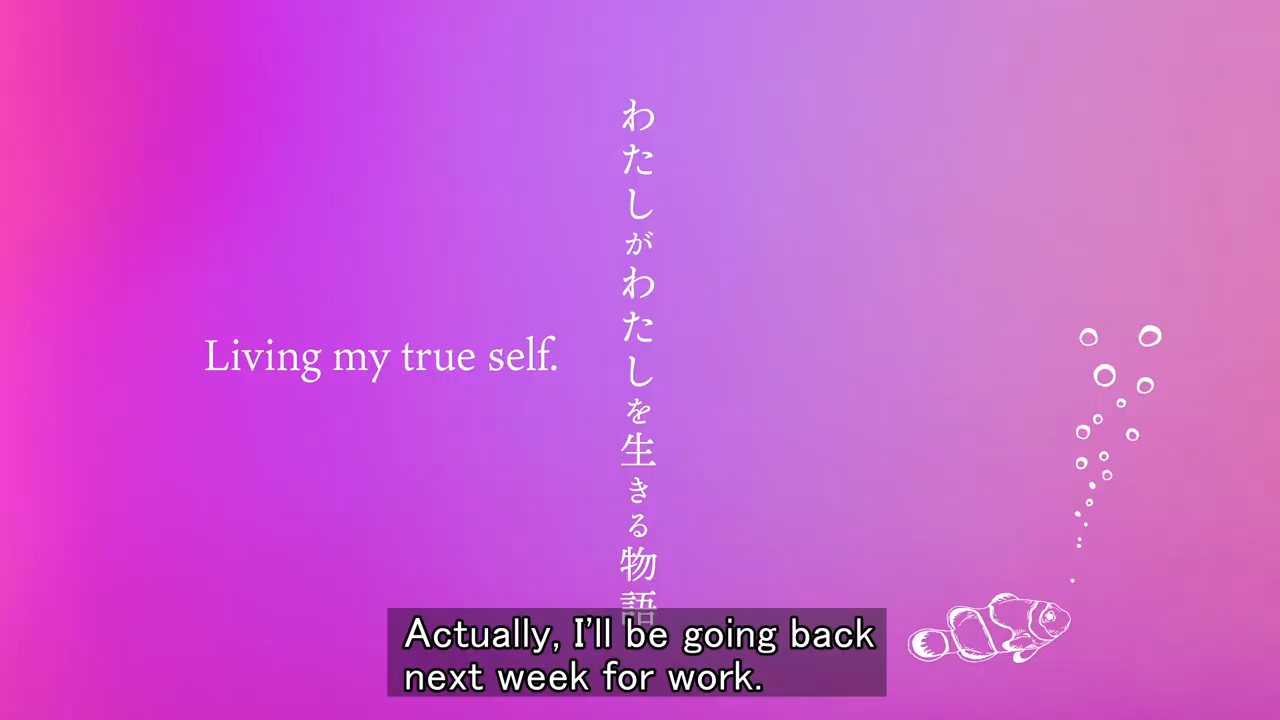 Living my true self.
わたしがわたしを生きる物語
Actually, I'll be going back
next week for work.